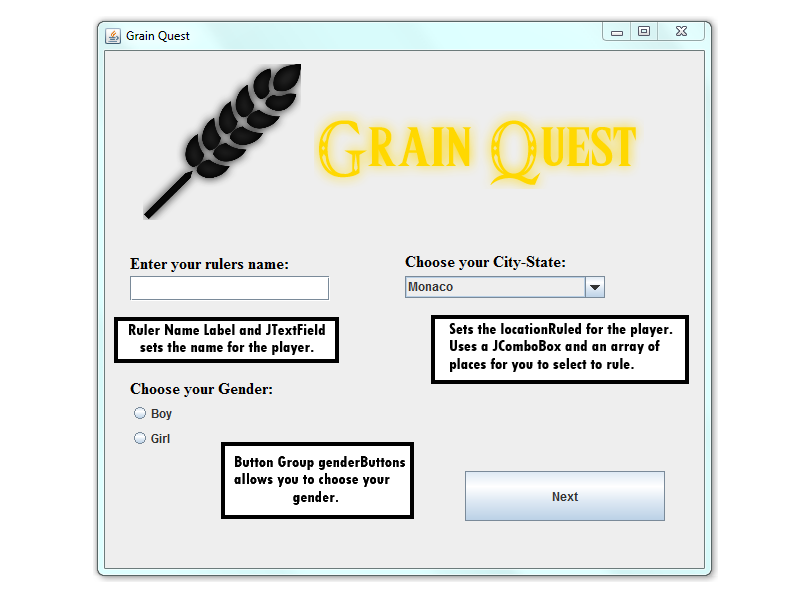 Grain Quest
Grain Quest
Enter your rulers name:
Choose your City-State:
Monaco
Ruler Name Label and JTextField
sets the name for the player.
Sets the locationRuled for the player.
Uses a JComboBox and an array of
places for you to select to rule.
Choose your Gender:
Boy
Girl
Button Group genderButtons
allows you to choose your
gender.
Next